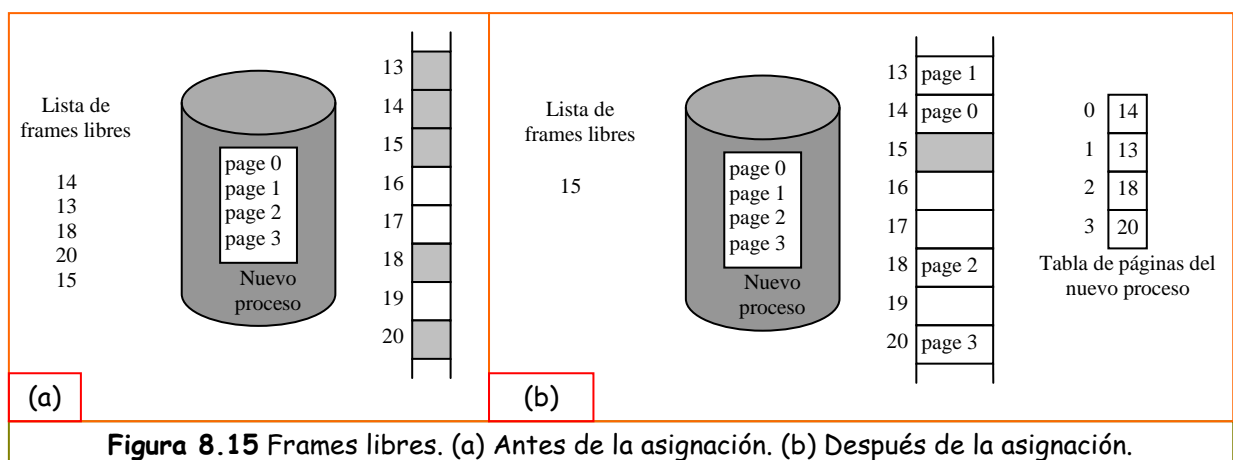 Lista de
frames libres
14
13
18
20
15
page 0
page 1
page 2
page 3
Nuevo
proceso
13
14
15
16
17
18
19
20
(a)
Lista de
frames libres
15
page 0
page 1
page 2
page 3
Nuevo
proceso
13 page 1
14 page 0
15
16
17
18 page 2
19
20 page 3
0 14
1 13
2 18
3 20
Tabla de páginas del
nuevo proceso
(b)
Figura 8.15 Frames libres. (a) Antes de la asignación. (b) Después de la asignación.